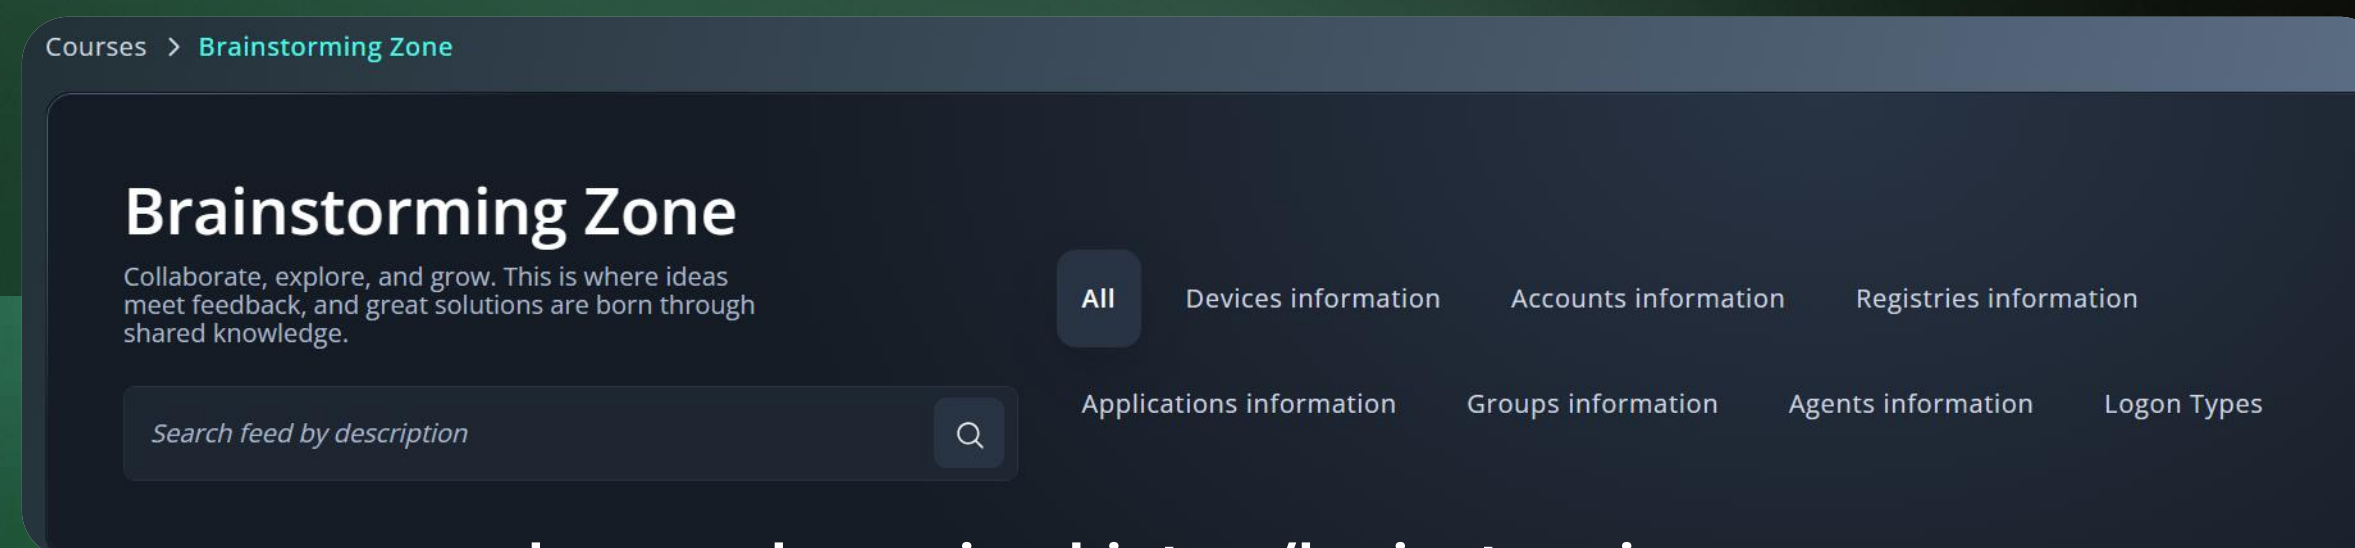 Courses > Brainstorming Zone
Brainstorming Zone
Collaborate, explore, and grow. This is where ideas
meet feedback, and great solutions are born through
shared knowledge.
Search feed by description
All Devices information Accounts information Registries information
Applications information Groups information Agents information Logon Types